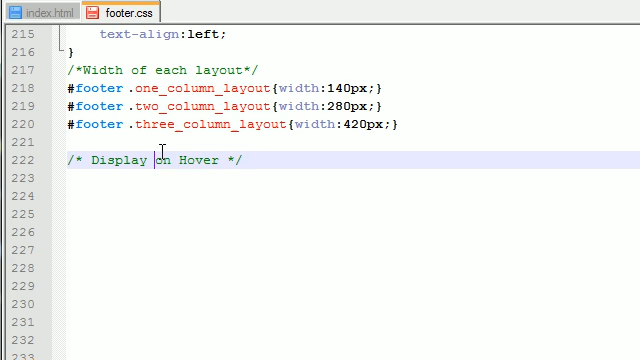 index.html footer.css
215 text-align:left;
216 }
217 /*Width of each layout*/
218 #footer .one_column_layout{width:140px;}
219 #footer .two_column_layout{width:280px;}
220 #footer .three_column_layout{width:420px;}
221
222 /* Display on Hover */
223
224
225
226
227
228
229
230
231
232
233